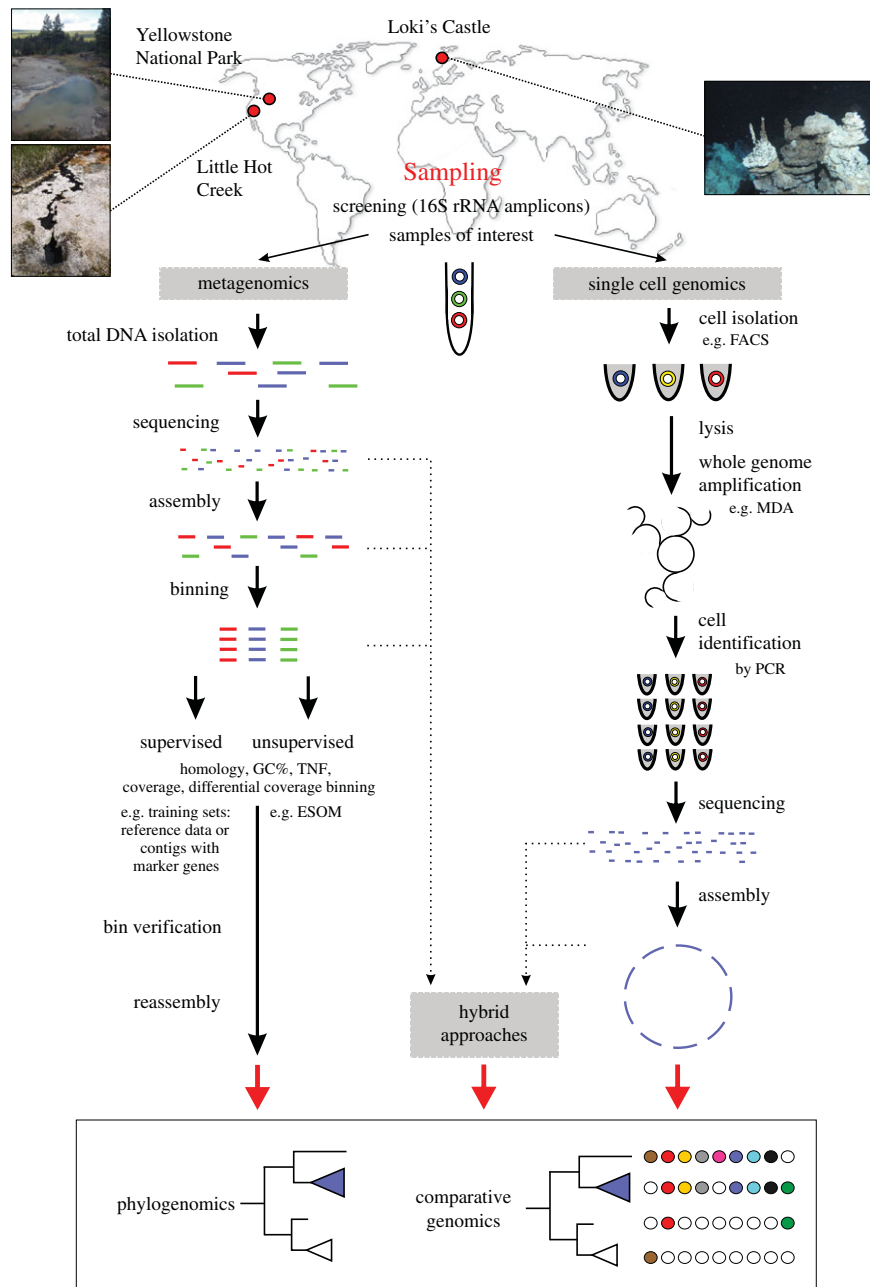 Loki's Castle
Yellowstone
National Park
Little Hot
Creek
Sampling
screening (16S rRNA amplicons)
samples of interest
metagenomics
single cell genomics
total DNA isolation
cell isolation
e.g. FACS
sequencing
lysis
assembly
whole genome
amplification
e.g. MDA
binning
cell
identification
by PCR
supervised
unsupervised
homology, GC%, TNF,
coverage, differential coverage binning
e.g. training sets:
reference data or
contigs with
marker genes
e.g. ESOM
sequencing
assembly
bin verification
reassembly
hybrid
approaches
phylogenomics
comparative
genomics